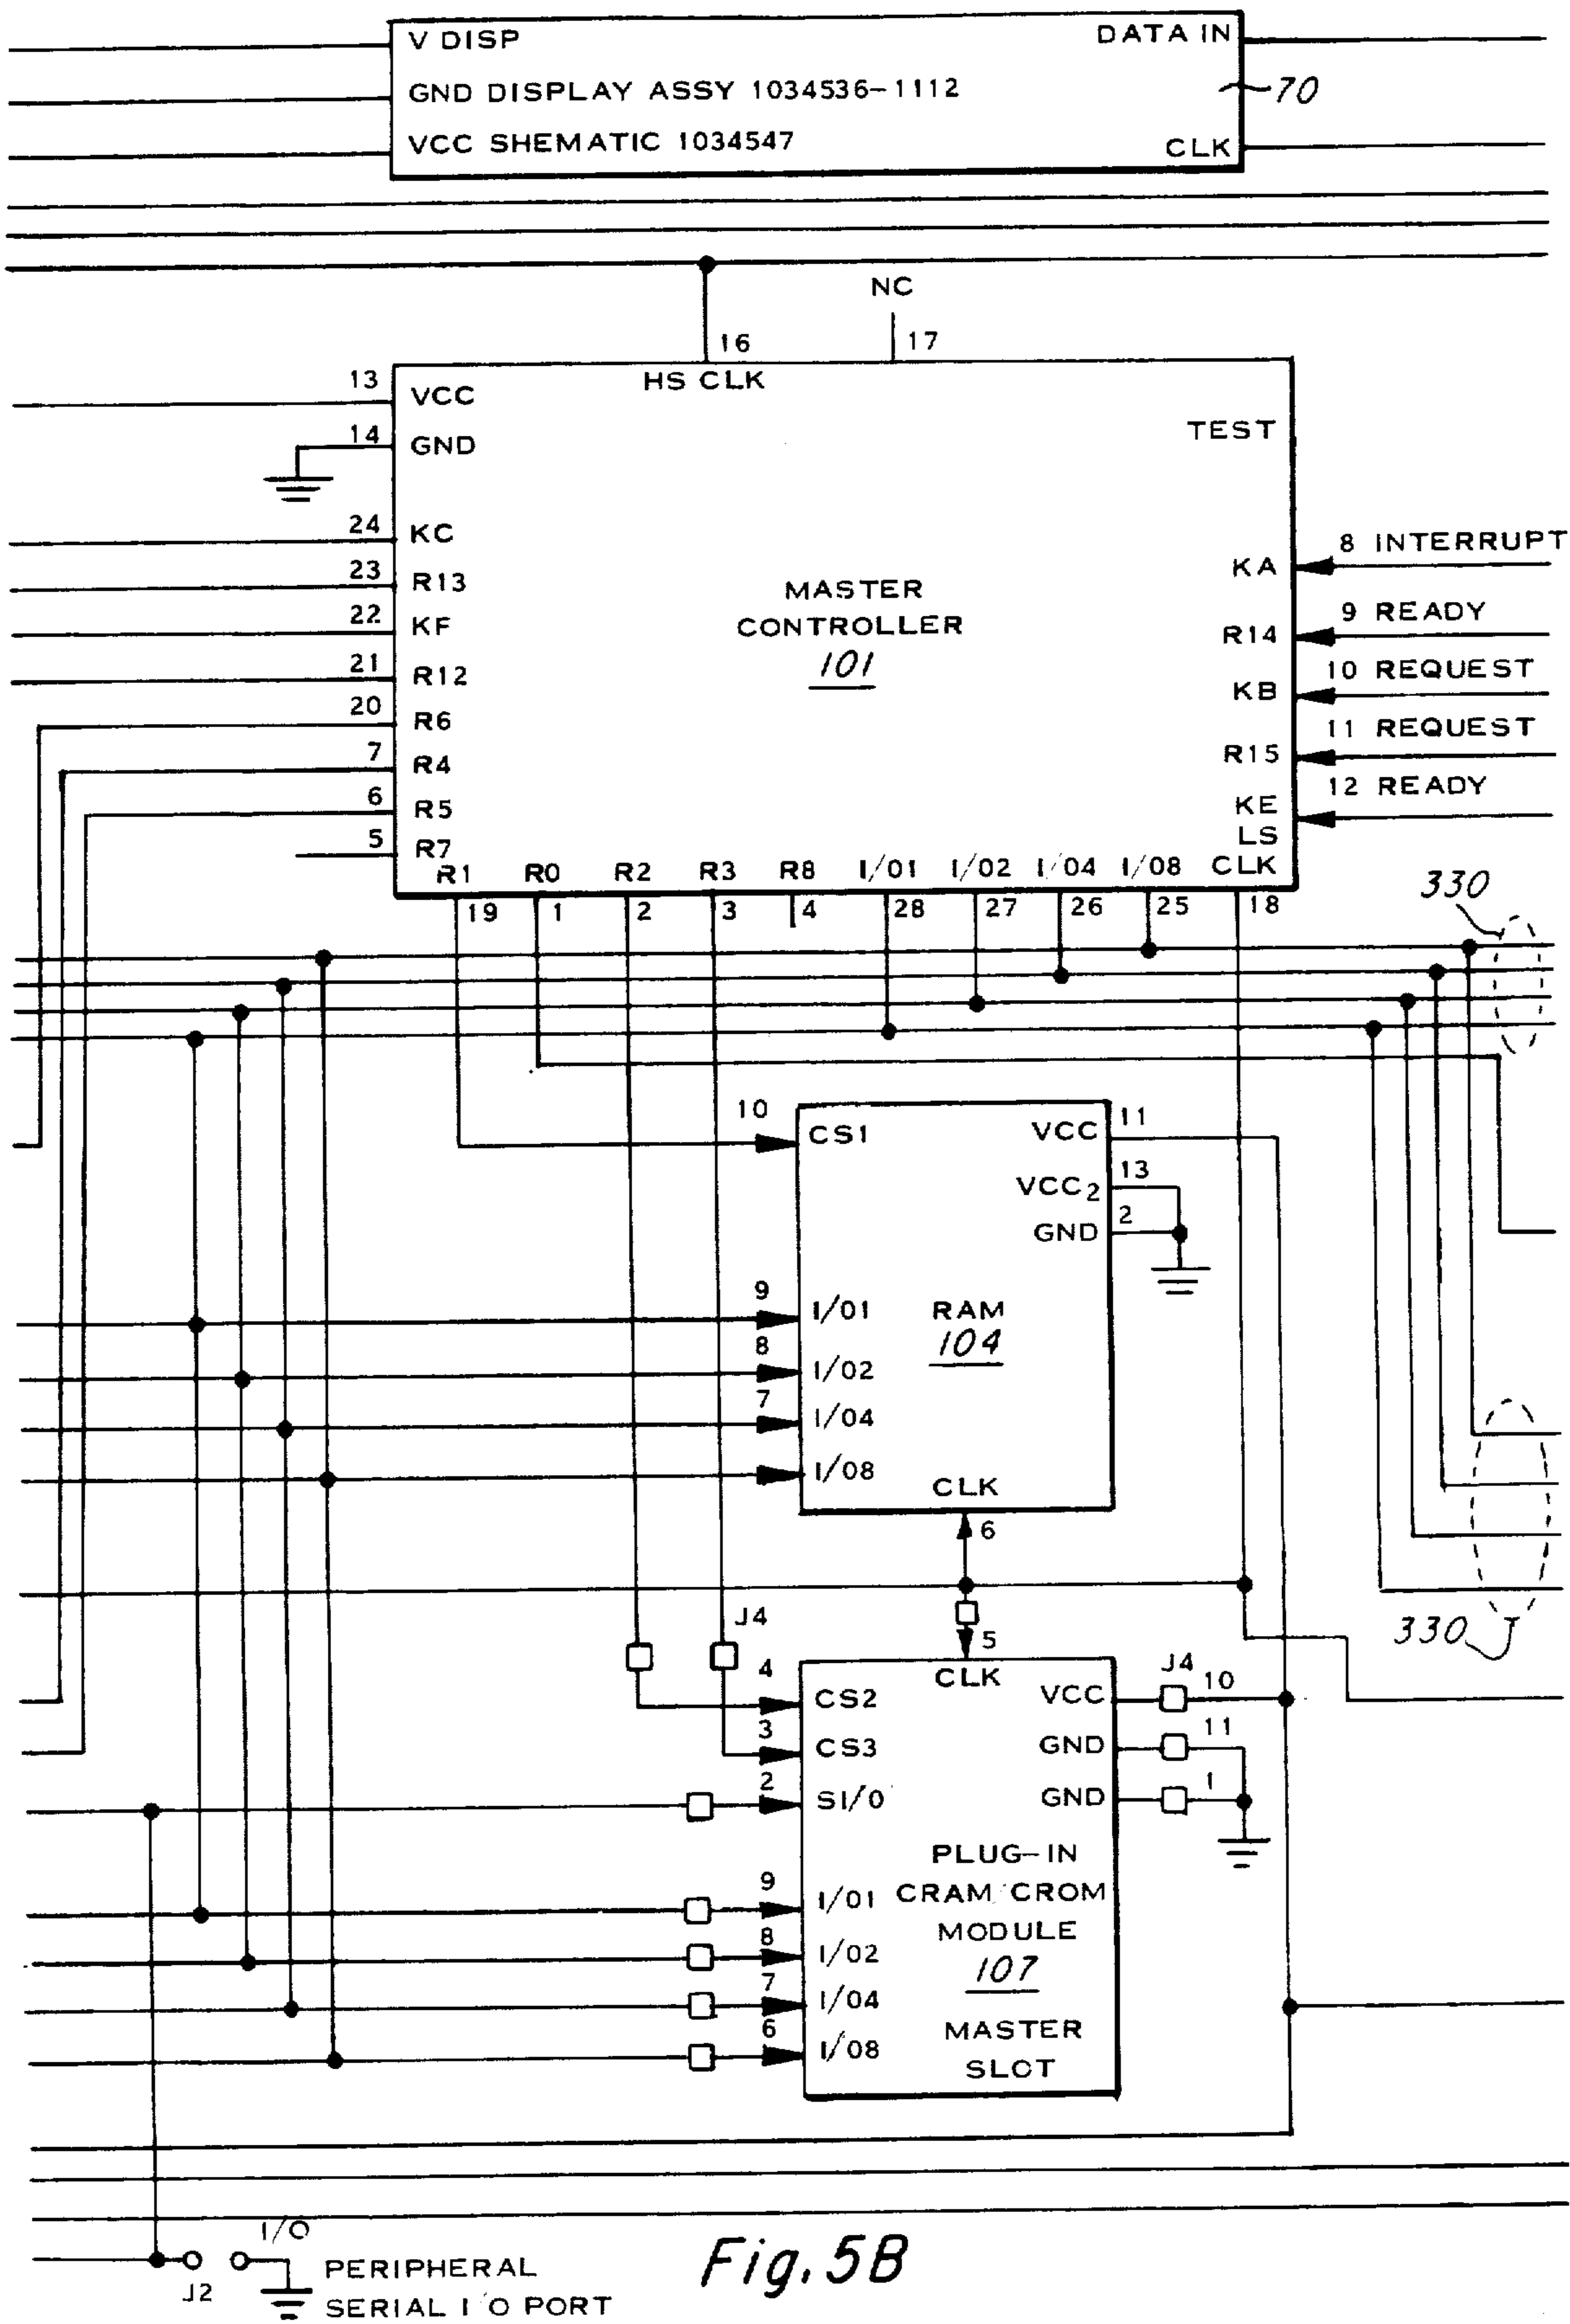 V DISP
DATA IN
GND DISPLAY ASSY 1034536-1112
70
VCC SHEMATIC 1034547
CLK
NC
16
17
HS CLK
13
VCC
TEST
14
GND
24
KC
8 INTERRUPT
KA
23
R13
MASTER
CONTROLLER
101
22
KF
9 READY
R14
21
R12
10 REQUEST
KB
20
R6
11 REQUEST
R15
7
R4
12 READY
KE
6
R5
LS
CLK
5
R7
R1
R0
R2
R3
R8
I/01
I/02
I/04
I/08
19
1
2
3
4
28
27
26
25
18
330
10
CS1
VCC
11
VCC2
13
GND
2
9
I/01
RAM
104
8
I/02
7
I/04
I/08
CLK
6
J4
5
CLK
330
4
CS2
VCC
J4
10
3
CS3
GND
11
2
SI/0
GND
1
PLUG-IN
CRAM/CROM
MODULE
107
MASTER
SLOT
9
I/01
8
I/02
7
I/04
6
I/08
I/O
J2
PERIPHERAL
SERIAL I/O PORT
Fig. 5B